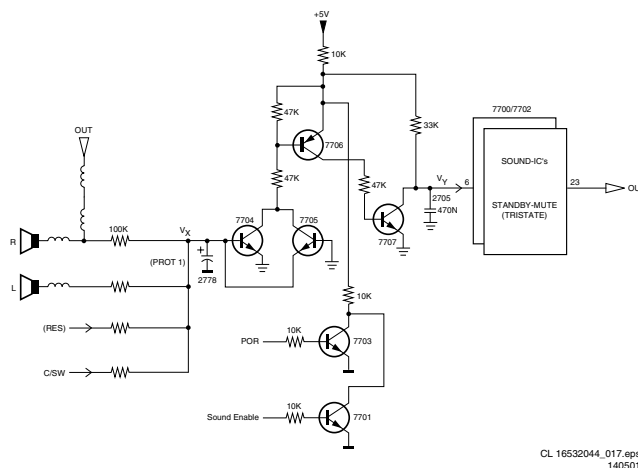 +5V
10K
47K
7706
33K
7700/7702
OUT
SOUND-IC's
STANDBY-MUTE
(TRISTATE)
VY
6
23
OU
47K
47K
2705
470N
7707
R
100K
VX
7704
7705
(PROT 1)
+
2778
L
10K
(RES)
POR
10K
7703
C/SW
Sound Enable
10K
7701
CL 16532044_017.eps
140501